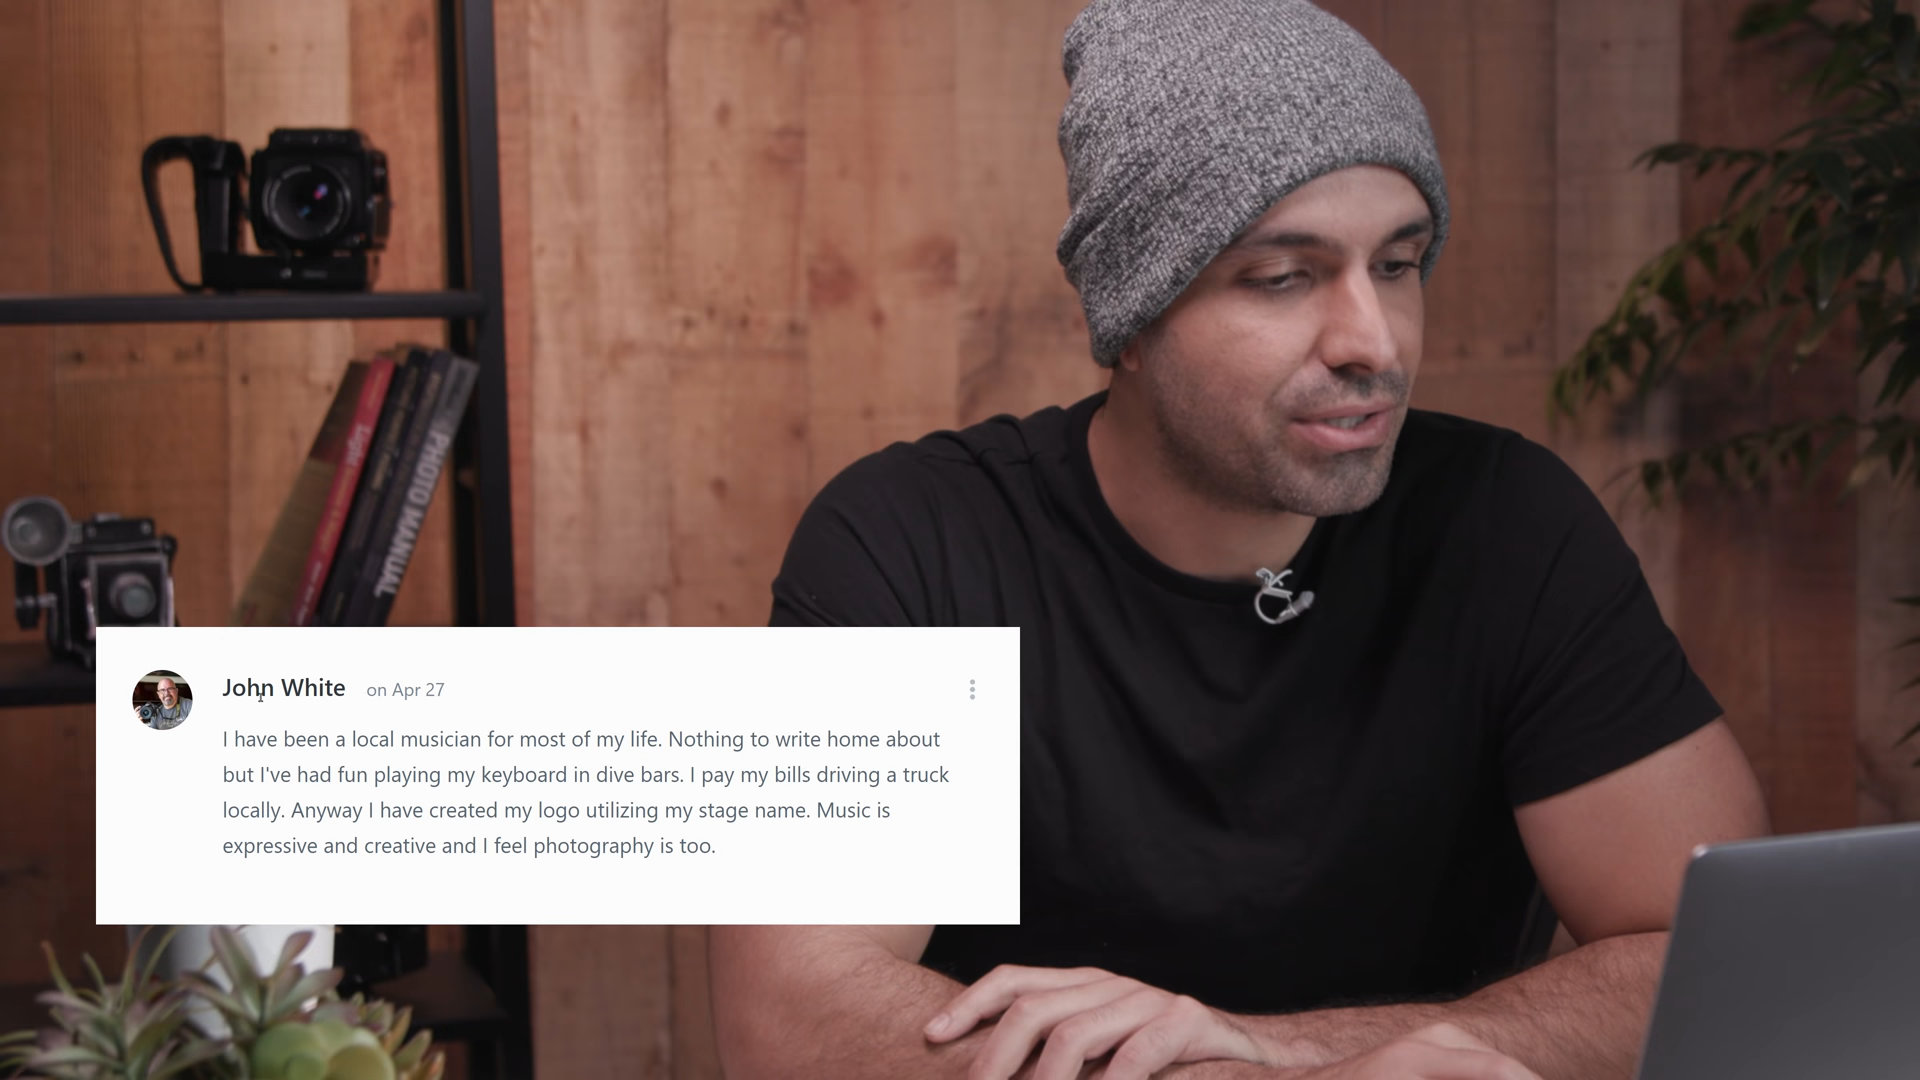 PHOTO MANUAL
John White on Apr 27
I have been a local musician for most of my life. Nothing to write home about
but I've had fun playing my keyboard in dive bars. I pay my bills driving a truck
locally. Anyway I have created my logo utilizing my stage name. Music is
expressive and creative and I feel photography is too.